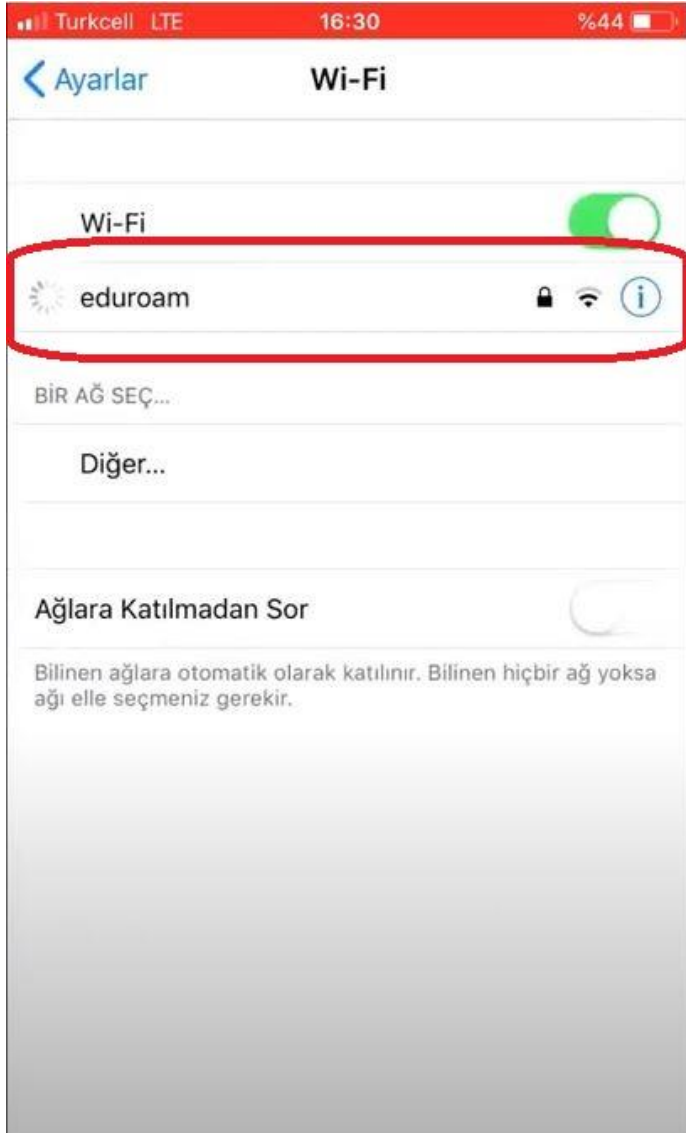 Turkcell LTE 16:30 %44
Ayarlar Wi-Fi
Wi-Fi
eduroam
BİR AĞ SEÇ...
Diğer...
Ağlara Katılmadan Sor
Bilinen ağlara otomatik olarak katılınır. Bilinen hiçbir ağ yoksa
ağı elle seçmeniz gerekir.